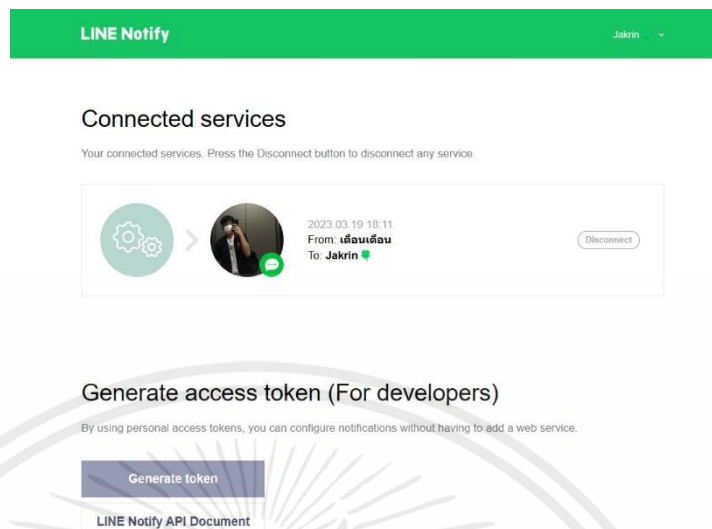 LINE Notify
Jakrin
Connected services
Your connected services. Press the Disconnect button to disconnect any service.
2023.03.19 18:11
From: เตือนเตือน
To: Jakrin 🍀
Disconnect
Generate access token (For developers)
By using personal access tokens, you can configure notifications without having to add a web service.
Generate token
LINE Notify API Document